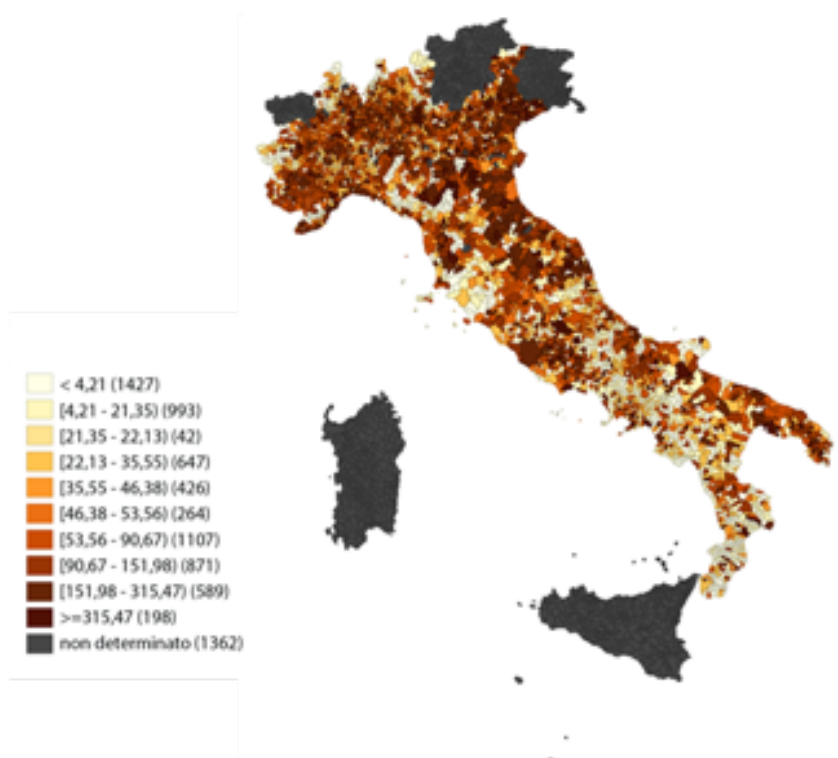 < 4,21 (1427)
[4,21 - 21,35) (993)
[21,35 - 22,13) (42)
[22,13 - 35,55) (647)
[35,55 - 46,38) (426)
[46,38 - 53,56) (264)
[53,56 - 90,67) (1107)
[90,67 - 151,98) (871)
[151,98 - 315,47) (589)
>=315,47 (198)
non determinato (1362)